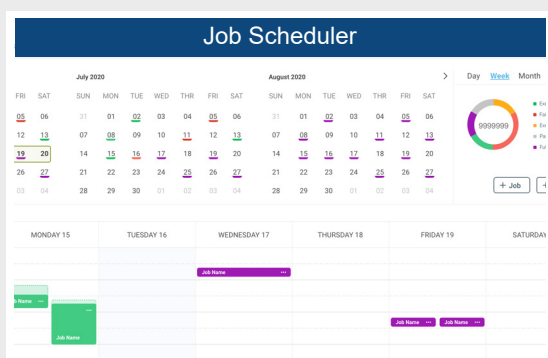 Job Scheduler
July 2020
August 2020
Day Week Month
FRI SAT SUN MON TUE WED THR FRI SAT SUN MON TUE WED THR FRI SAT
05 06 31 01 02 03 04 05 06 31 01 02 03 04 05 06
12 13 07 08 09 10 11 12 13 07 08 09 10 11 12 13
19 20 14 15 16 17 18 19 20 14 15 16 17 18 19 20
26 27 21 22 23 24 25 26 27 21 22 23 24 25 26 27
03 04 28 29 30 01 02 03 04 28 29 30 01 02 03 04
9999999
+ Job
+
MONDAY 15 TUESDAY 16 WEDNESDAY 17 THURSDAY 18 FRIDAY 19 SATURDAY
Job Name
Name
Job Name Job Name
Job Name